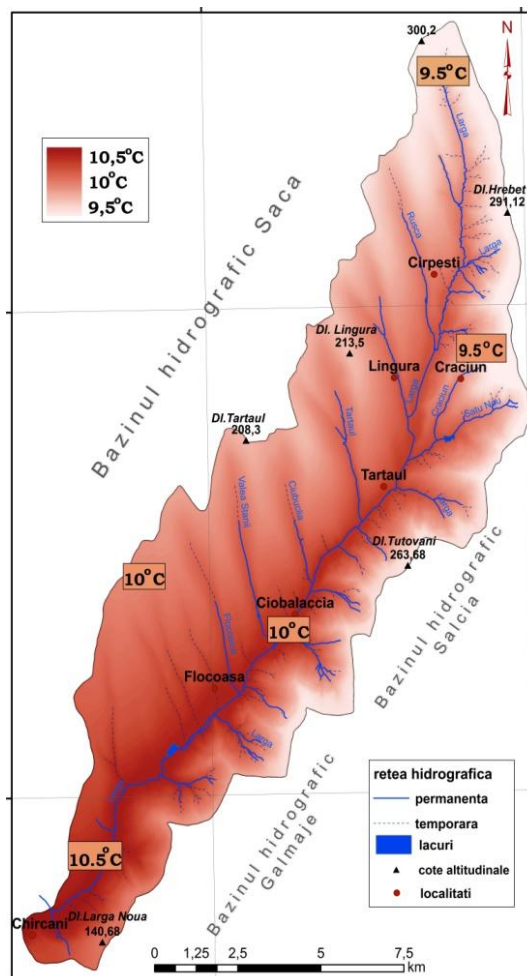 300,2
N
9.5°C
10,5°C
10°C
9,5°C
Larga
Dl.Hrebet
291,12
Bazinul hidrografic Saca
Rusca
Larga
Cirpesti
Dl. Lingura
213,5
9.5°C
Lingura
Larga
Craciun
Craciun
Satu Nou
Dl.Tartaul
208,3
Tartaul
Tartaul
Larga
Valea Stanii
Ciubucila
Dl.Tutovani
263,68
Bazinul hidrografic
Salcia
10°C
Ciobalaccia
10°C
Flocoasa
Flocoasa
Larga
Larga
Bazinul hidrografic
Galmaje
retea hidrografica
permanenta
temporara
lacuri
cote altitudinale
localitati
10.5°C
Chircani
Dl.Larga Noua
140,68
0 1,25 2,5 5 7,5
km